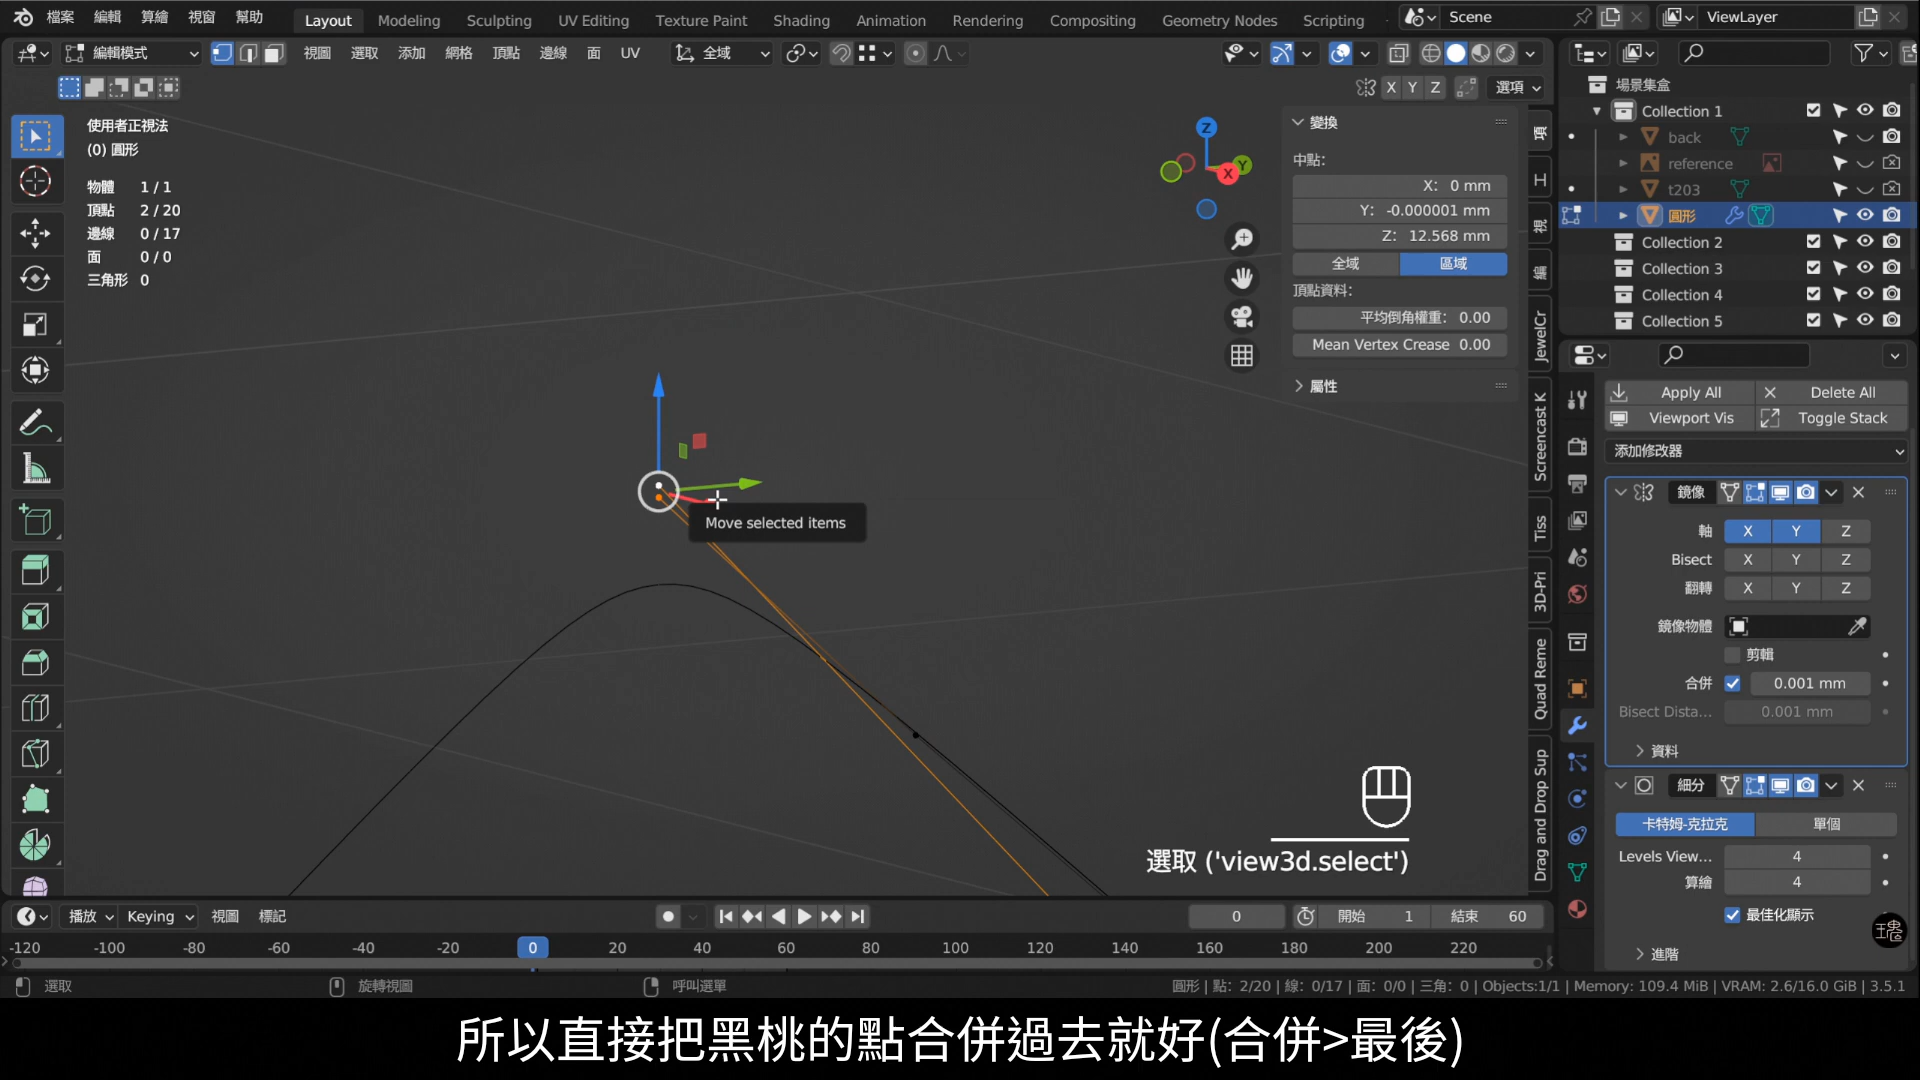 檔案 編輯 算繪 視窗 幫助 Layout Modeling Sculpting UV Editing Texture Paint Shading Animation Rendering Compositing Geometry Nodes Scripting Scene ViewLayer
編輯模式 視圖 選取 添加 網格 頂點 邊線 面 UV 全域
X Y Z 選項
使用者正視法
(0) 圓形
物體 1 / 1
頂點 2 / 20
邊線 0 / 17
面 0 / 0
三角形 0
Z
Y
X
變換
中點:
X: 0 mm
Y: -0.000001 mm
Z: 12.568 mm
全域 區域
頂點資料:
平均倒角權重: 0.00
Mean Vertex Crease 0.00
屬性
項
工
視
編
JewelCr
Screencast K
Tiss
3D-Pri
Quad Reme
Drag and Drop Sup
場景集盒
Collection 1
back
reference
t203
圓形
Collection 2
Collection 3
Collection 4
Collection 5
Apply All Delete All
Viewport Vis Toggle Stack
添加修改器
鏡像
軸 X Y Z
Bisect X Y Z
翻轉 X Y Z
鏡像物體
剪輯
合併 0.001 mm
Bisect Dista... 0.001 mm
資料
細分
卡特姆-克拉克 單個
Levels View... 4
算繪 4
最佳化顯示
進階
Move selected items
選取 ('view3d.select')
播放 Keying 視圖 標記 0 開始 1 結束 60
-120 -100 -80 -60 -40 -20 0 20 40 60 80 100 120 140 160 180 200 220
選取 旋轉視圖 呼叫選單 圓形 | 點: 2/20 | 線: 0/17 | 面: 0/0 | 三角: 0 | Objects:1/1 | Memory: 109.4 MiB | VRAM: 2.6/16.0 GiB | 3.5.1
所以直接把黑桃的點合併過去就好(合併>最後)